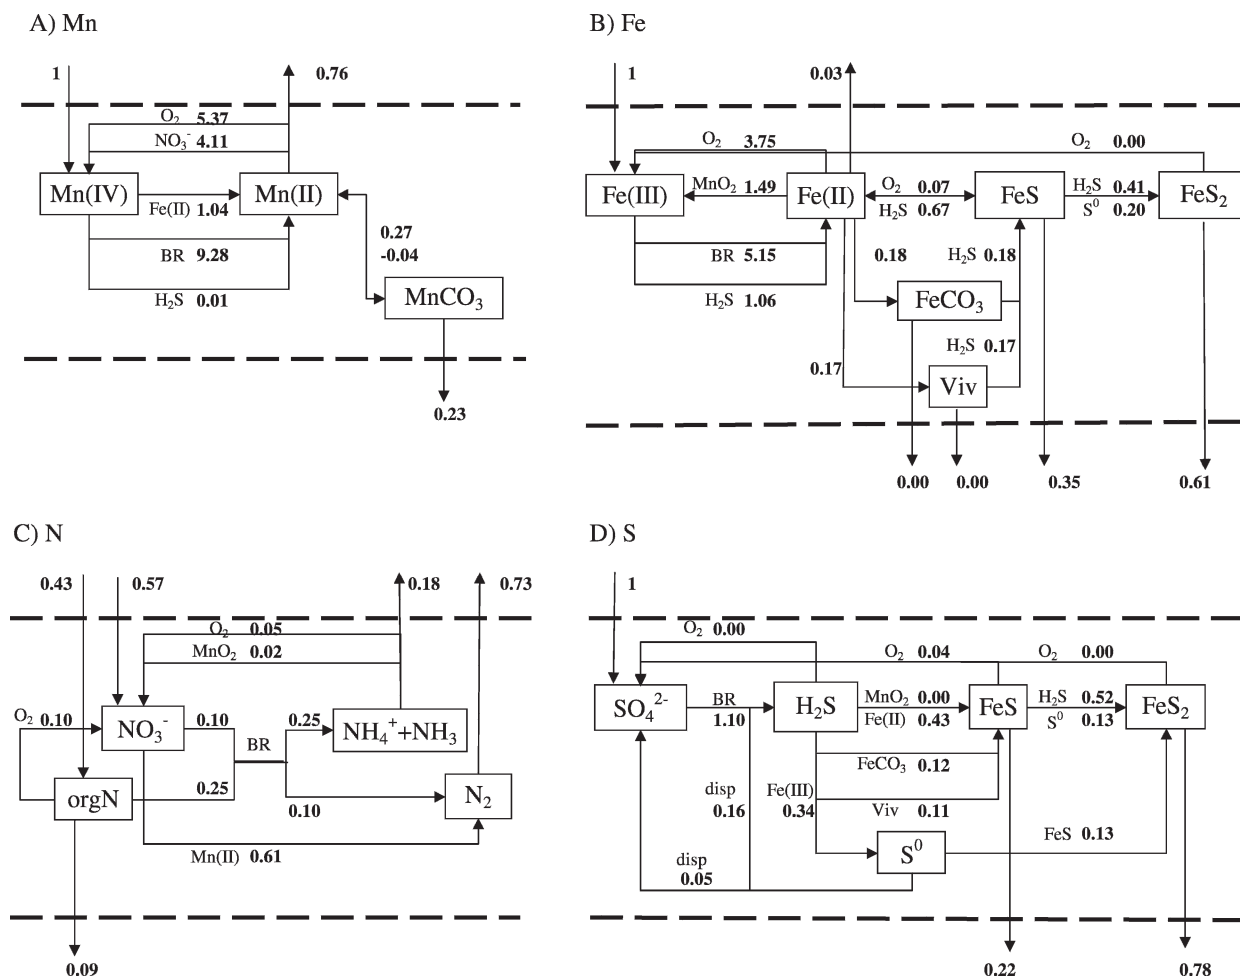 A) Mn
1
0.76
O₂ 5.37
NO₃⁻ 4.11
Mn(IV)
Mn(II)
Fe(II) 1.04
BR 9.28
H₂S 0.01
0.27
-0.04
MnCO₃
0.23
B) Fe
1
0.03
O₂ 3.75
O₂ 0.00
Fe(III)
MnO₂ 1.49
Fe(II)
O₂ 0.07
H₂S 0.67
FeS
H₂S 0.41
S⁰ 0.20
FeS₂
BR 5.15
H₂S 1.06
0.18
H₂S 0.18
FeCO₃
H₂S 0.17
0.17
Viv
0.00
0.00
0.35
0.61
C) N
0.43
0.57
0.18
0.73
O₂ 0.05
MnO₂ 0.02
O₂ 0.10
NO₃⁻
0.10
0.25
NH₄⁺+NH₃
BR
orgN
0.25
0.10
N₂
Mn(II) 0.61
0.09
D) S
1
O₂ 0.00
O₂ 0.04
O₂ 0.00
SO₄²⁻
BR
1.10
H₂S
MnO₂ 0.00
Fe(II) 0.43
FeS
H₂S 0.52
S⁰ 0.13
FeS₂
FeCO₃ 0.12
disp
0.16
Fe(III)
0.34
Viv 0.11
S⁰
FeS 0.13
disp
0.05
0.22
0.78